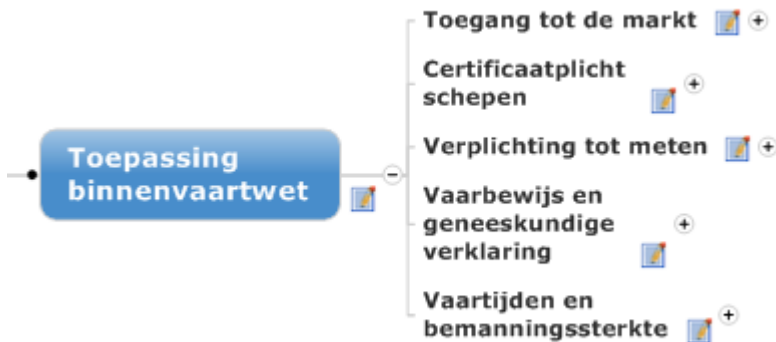 Toepassing
binnenvaartwet
Toegang tot de markt
Certificaatplicht
schepen
Verplichting tot meten
Vaarbewijs en
geneeskundige
verklaring
Vaartijden en
bemanningssterkte